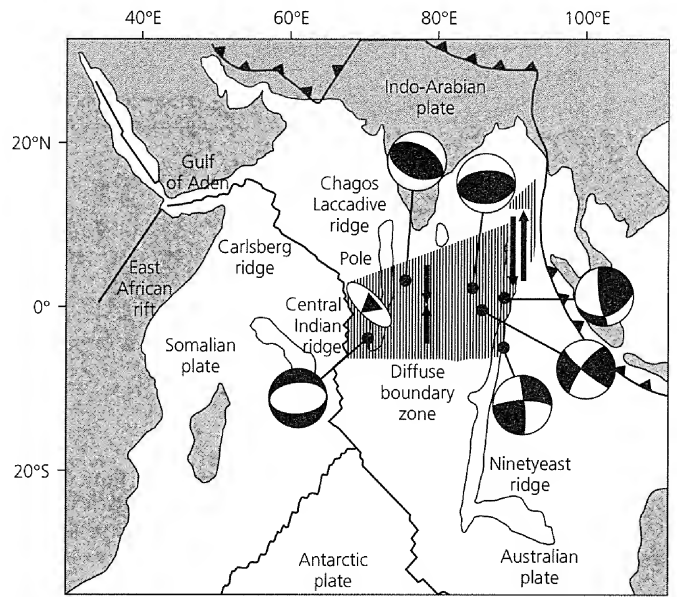 40°E 60°E 80°E 100°E
Indo-Arabian
plate
20°N
Gulf
of Aden
Chagos
Laccadive
ridge
Carlsberg
ridge
Pole
East
African
rift
0°
Central
Indian
ridge
Somalian
plate
Diffuse
boundary
zone
20°S
Ninetyeast
ridge
Antarctic
plate
Australian
plate